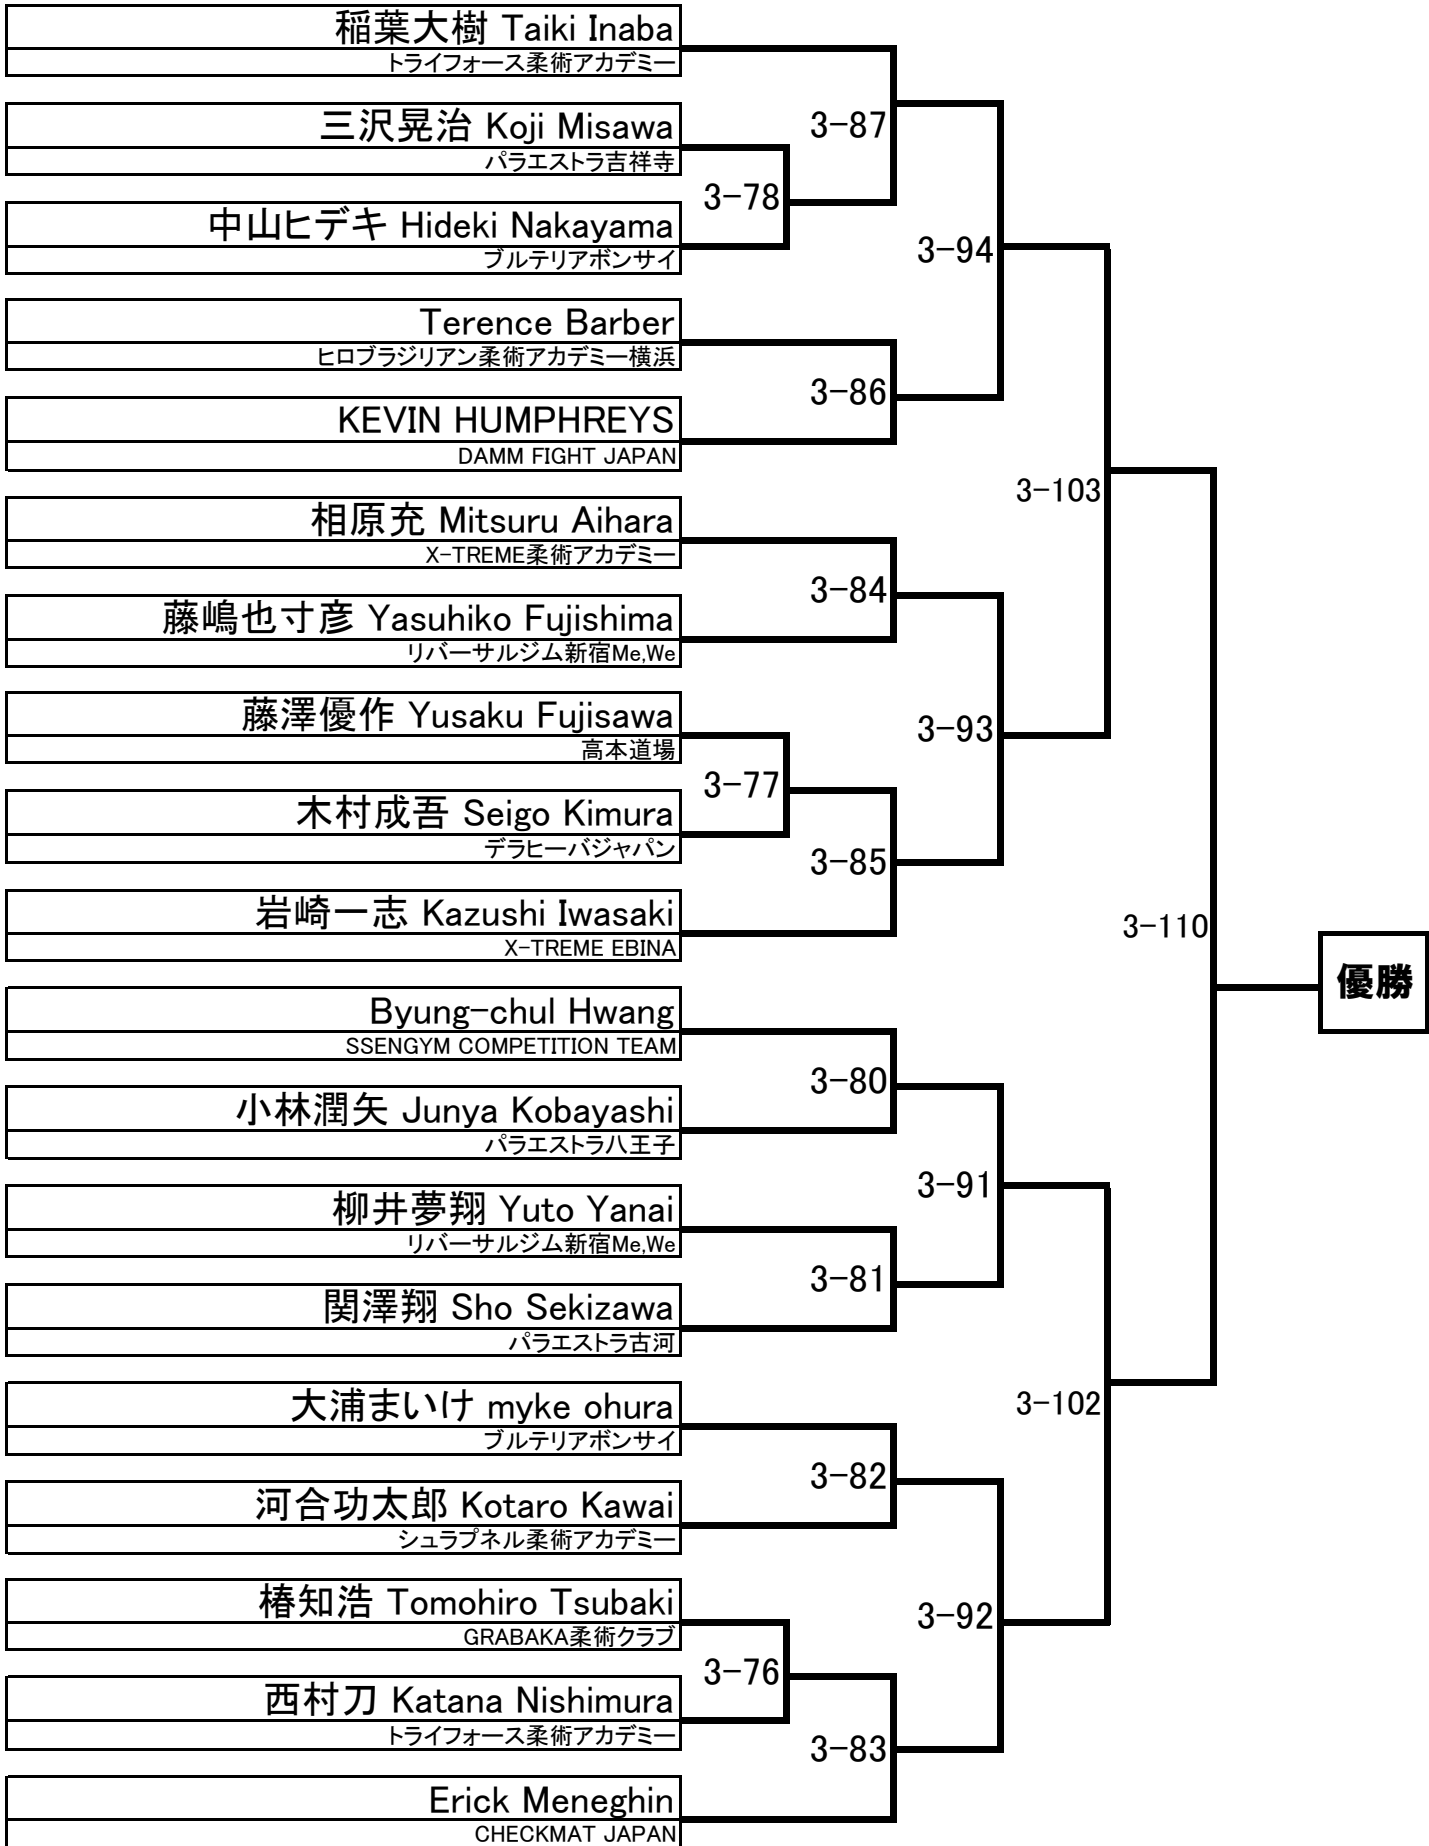 稲葉大樹 Taiki Inaba
トライフォース柔術アカデミー
三沢晃治 Koji Misawa
パラエストラ吉祥寺
中山ヒデキ Hideki Nakayama
ブルテリアボンサイ
Terence Barber
ヒロブラジリアン柔術アカデミー横浜
KEVIN HUMPHREYS
DAMM FIGHT JAPAN
相原充 Mitsuru Aihara
X-TREME柔術アカデミー
藤嶋也寸彦 Yasuhiko Fujishima
リバーサルジム新宿Me,We
藤澤優作 Yusaku Fujisawa
高本道場
木村成吾 Seigo Kimura
デラヒーバジャパン
岩崎一志 Kazushi Iwasaki
X-TREME EBINA
Byung-chul Hwang
SSENGYM COMPETITION TEAM
小林潤矢 Junya Kobayashi
パラエストラ八王子
柳井夢翔 Yuto Yanai
リバーサルジム新宿Me,We
関澤翔 Sho Sekizawa
パラエストラ古河
大浦まいけ myke ohura
ブルテリアボンサイ
河合功太郎 Kotaro Kawai
シュラプネル柔術アカデミー
椿知浩 Tomohiro Tsubaki
GRABAKA柔術クラブ
西村刀 Katana Nishimura
トライフォース柔術アカデミー
Erick Meneghin
CHECKMAT JAPAN
3-78
3-77
3-76
3-87
3-86
3-84
3-85
3-80
3-81
3-82
3-83
3-94
3-93
3-91
3-92
3-103
3-102
3-110
優勝